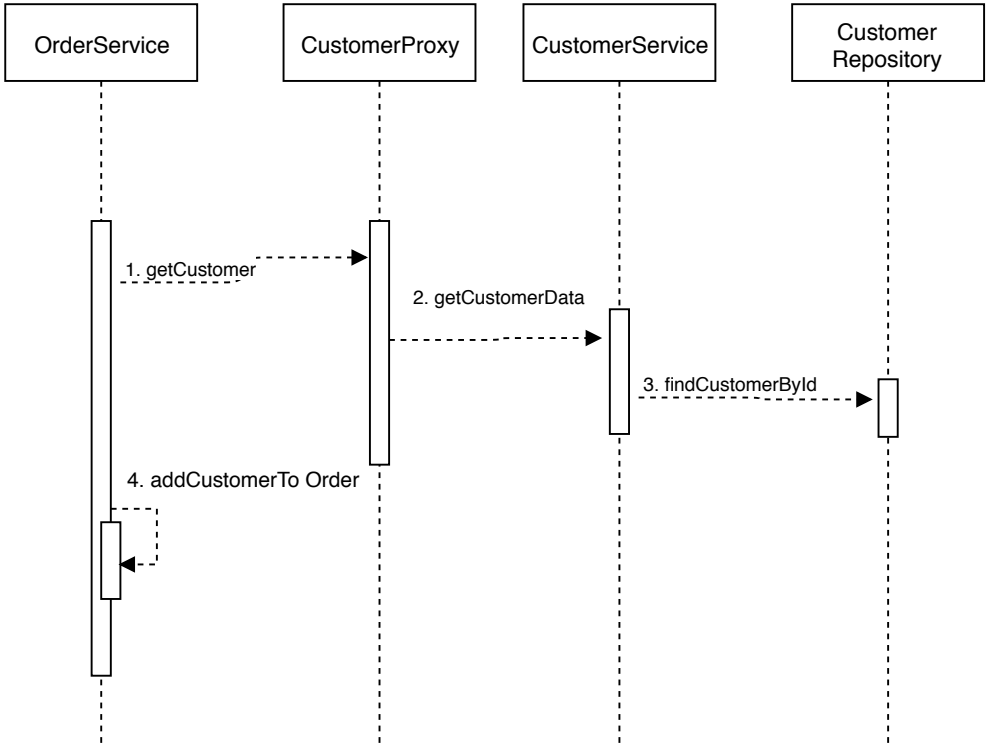 OrderService
CustomerProxy
CustomerService
Customer
Repository
1. getCustomer
2. getCustomerData
3. findCustomerById
4. addCustomerTo Order